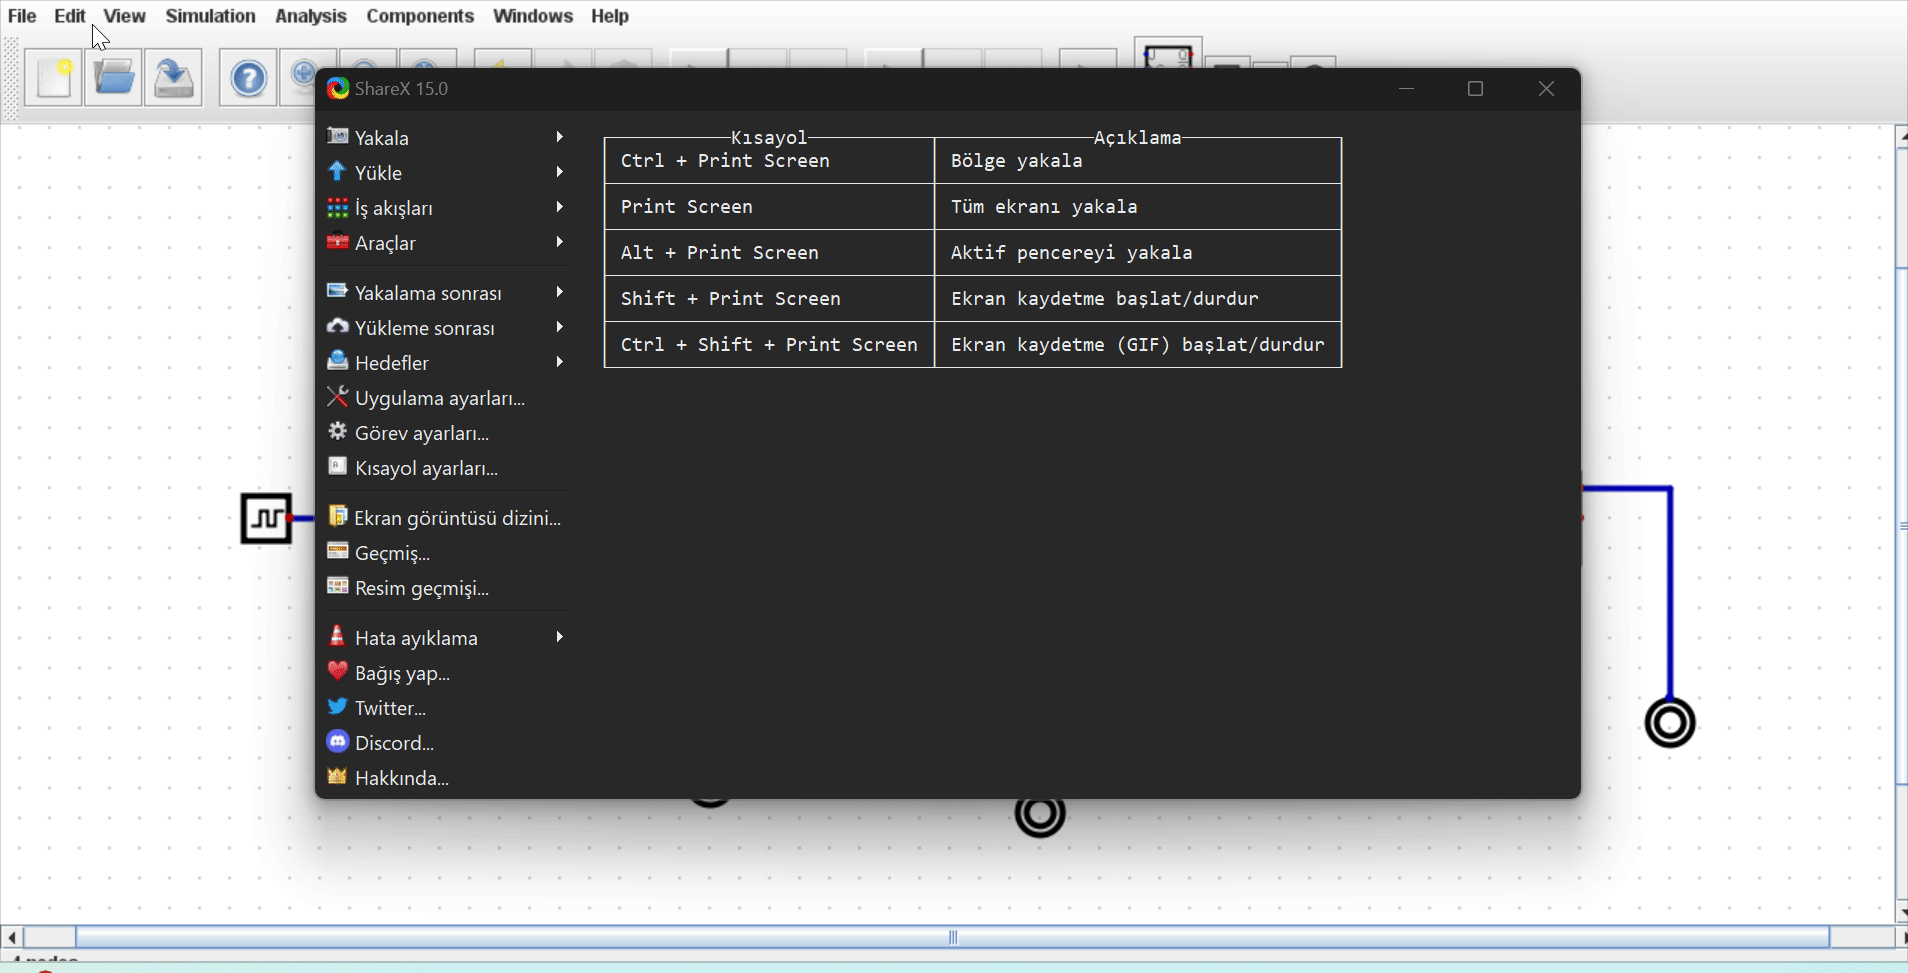 File Edit View Simulation Analysis Components Windows Help
ShareX 15.0
Yakala
Yükle
İş akışları
Araçlar
Yakalama sonrası
Yükleme sonrası
Hedefler
Uygulama ayarları...
Görev ayarları...
Kısayol ayarları...
Ekran görüntüsü dizini...
Geçmiş...
Resim geçmişi...
Hata ayıklama
Bağış yap...
Twitter...
Discord...
Hakkında...
Kısayol Açıklama
Ctrl + Print Screen Bölge yakala
Print Screen Tüm ekranı yakala
Alt + Print Screen Aktif pencereyi yakala
Shift + Print Screen Ekran kaydetme başlat/durdur
Ctrl + Shift + Print Screen Ekran kaydetme (GIF) başlat/durdur